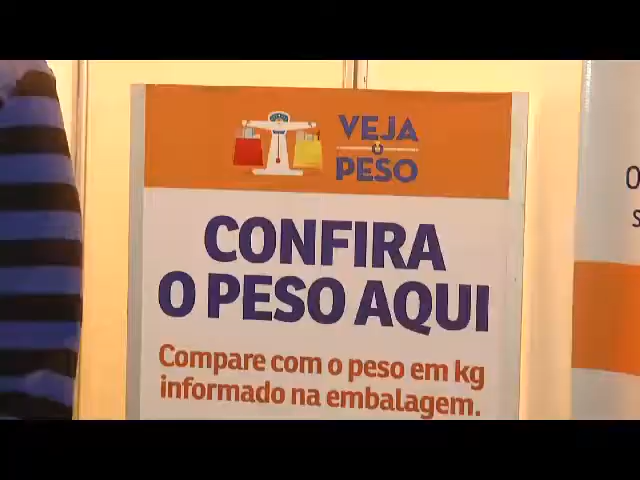 VEJA
O
PESO
CONFIRA
O PESO AQUI
Compare com o peso em kg
informado na embalagem.